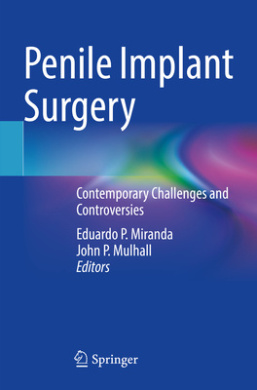 Penile Implant
Surgery
Contemporary Challenges and
Controversies
Eduardo P. Miranda
John P. Mulhall
Editors
Springer